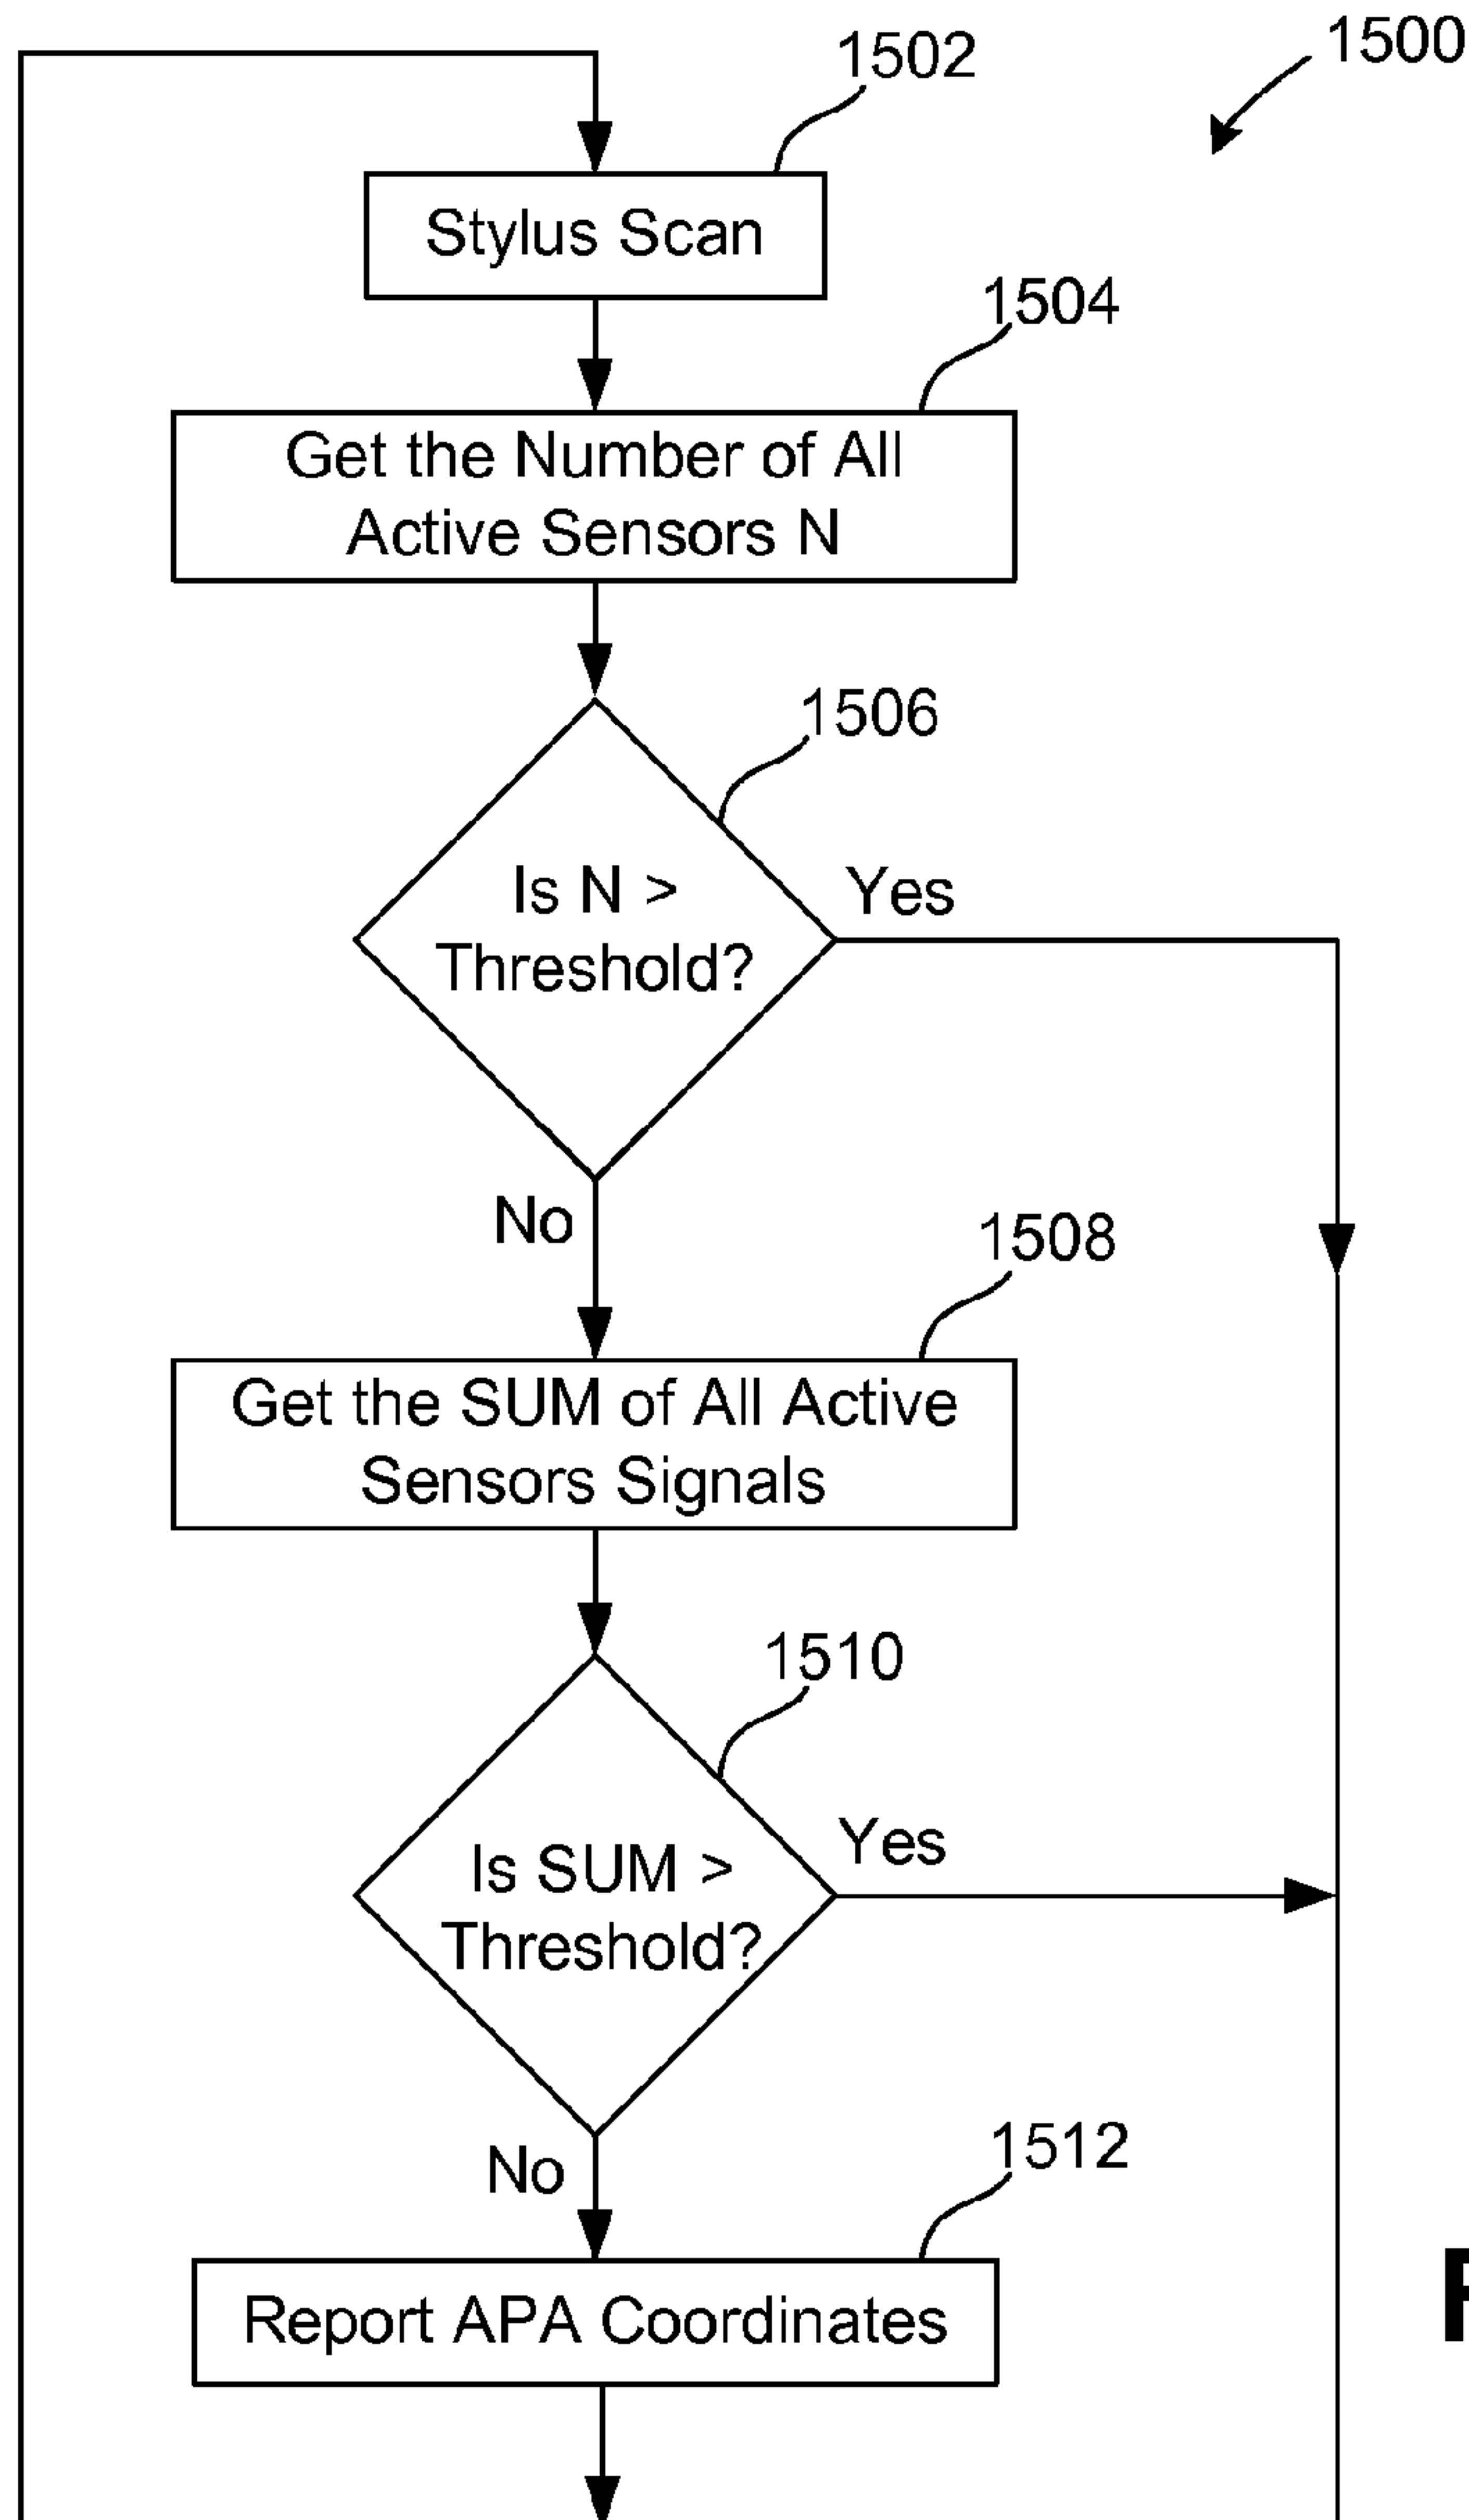 1500
1502
Stylus Scan
1504
Get the Number of All
Active Sensors N
1506
Is N >
Threshold?
Yes
No
1508
Get the SUM of All Active
Sensors Signals
1510
Is SUM >
Threshold?
Yes
No
1512
Report APA Coordinates